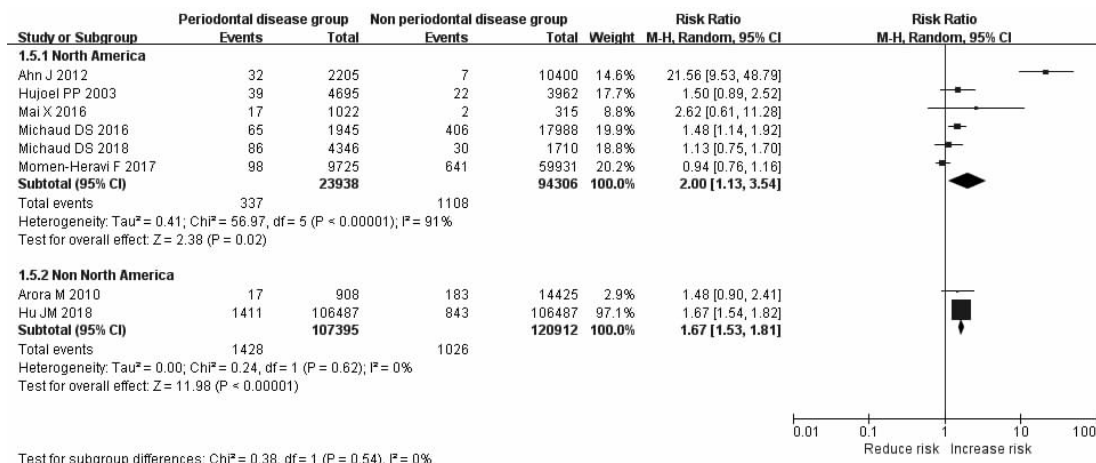 Periodontal disease group Non periodontal disease group Risk Ratio Risk Ratio
Study or Subgroup Events Total Events Total Weight M-H, Random, 95% CI M-H, Random, 95% CI
1.5.1 North America
Ahn J 2012 32 2205 7 10400 14.6% 21.56 [9.53, 48.79]
Hujoel PP 2003 39 4695 22 3962 17.7% 1.50 [0.89, 2.52]
Mai X 2016 17 1022 2 315 8.8% 2.62 [0.61, 11.28]
Michaud DS 2016 65 1945 406 17988 19.9% 1.48 [1.14, 1.92]
Michaud DS 2018 86 4346 30 1710 18.8% 1.13 [0.75, 1.70]
Momen-Heravi F 2017 98 9725 641 59931 20.2% 0.94 [0.76, 1.16]
Subtotal (95% CI) 23938 94306 100.0% 2.00 [1.13, 3.54]
Total events 337 1108
Heterogeneity: Tau² = 0.41; Chi² = 56.97, df = 5 (P < 0.00001); I² = 91%
Test for overall effect: Z = 2.38 (P = 0.02)
1.5.2 Non North America
Arora M 2010 17 908 183 14425 2.9% 1.48 [0.90, 2.41]
Hu JM 2018 1411 106487 843 106487 97.1% 1.67 [1.54, 1.82]
Subtotal (95% CI) 107395 120912 100.0% 1.67 [1.53, 1.81]
Total events 1428 1026
Heterogeneity: Tau² = 0.00; Chi² = 0.24, df = 1 (P = 0.62); I² = 0%
Test for overall effect: Z = 11.98 (P < 0.00001)
0.01 0.1 1 10 100
Reduce risk Increase risk
Test for subgroup differences: Chi² = 0.38, df = 1 (P = 0.54), I² = 0%